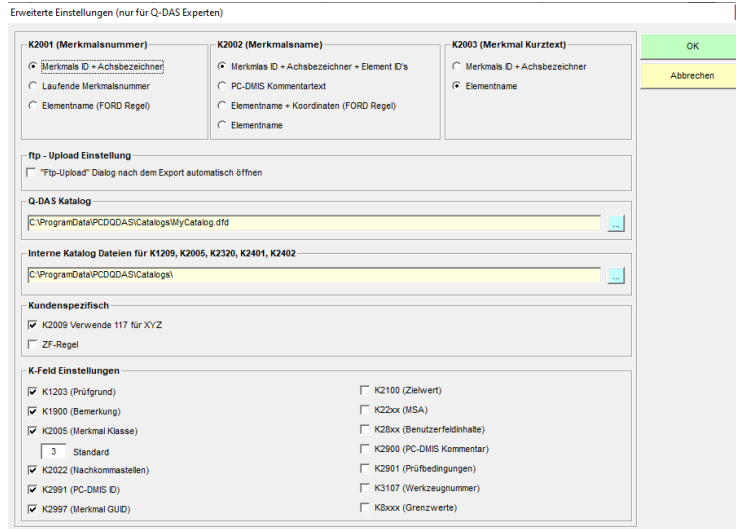 Erweiterte Einstellungen (nur für Q-DAS Experten)
K2001 (Merkmalsnummer)
Merkmals ID + Achsbezeichner
Laufende Merkmalsnummer
Elementname (FORD Regel)
K2002 (Merkmalsname)
Merkmlas ID + Achsbezeichner + Element ID's
PC-DMIS Kommentartext
Elementname + Koordinaten (FORD Regel)
Elementname
K2003 (Merkmal Kurztext)
Merkmals ID + Achsbezeichner
Elementname
OK
Abbrechen
ftp - Upload Einstellung
"Ftp-Upload" Dialog nach dem Export automatisch öffnen
Q-DAS Katalog
C:\ProgramData\PCDQDAS\Catalogs\MyCatalog.dfd
...
Interne Katalog Dateien für K1209, K2005, K2320, K2401, K2402
C:\ProgramData\PCDQDAS\Catalogs\
...
Kundenspezifisch
K2009 Verwende 117 für XYZ
ZF-Regel
K-Feld Einstellungen
K1203 (Prüfgrund)
K1900 (Bemerkung)
K2005 (Merkmal Klasse)
3 Standard
K2022 (Nachkommastellen)
K2991 (PC-DMIS ID)
K2997 (Merkmal GUID)
K2100 (Zielwert)
K22xx (MSA)
K28xx (Benutzerfeldinhalte)
K2900 (PC-DMIS Kommentar)
K2901 (Prüfbedingungen)
K3107 (Werkzeugnummer)
K8xxx (Grenzwerte)